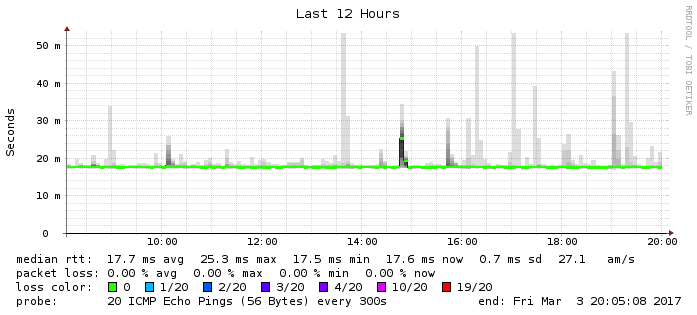 Last 12 Hours
RRDTOOL / TOBI OETIKER
Seconds
50 m
40 m
30 m
20 m
10 m
0
10:00 12:00 14:00 16:00 18:00 20:00
median rtt: 17.7 ms avg 25.3 ms max 17.5 ms min 17.6 ms now 0.7 ms sd 27.1 am/s
packet loss: 0.00 % avg 0.00 % max 0.00 % min 0.00 % now
loss color: 0 1/20 2/20 3/20 4/20 10/20 19/20
probe: 20 ICMP Echo Pings (56 Bytes) every 300s end: Fri Mar 3 20:05:08 2017